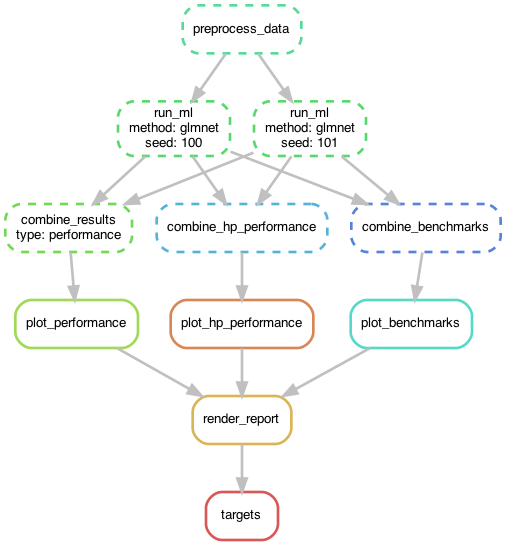 preprocess_data
run_ml
method: glmnet
seed: 100
run_ml
method: glmnet
seed: 101
combine_results
type: performance
combine_hp_performance
combine_benchmarks
plot_performance
plot_hp_performance
plot_benchmarks
render_report
targets